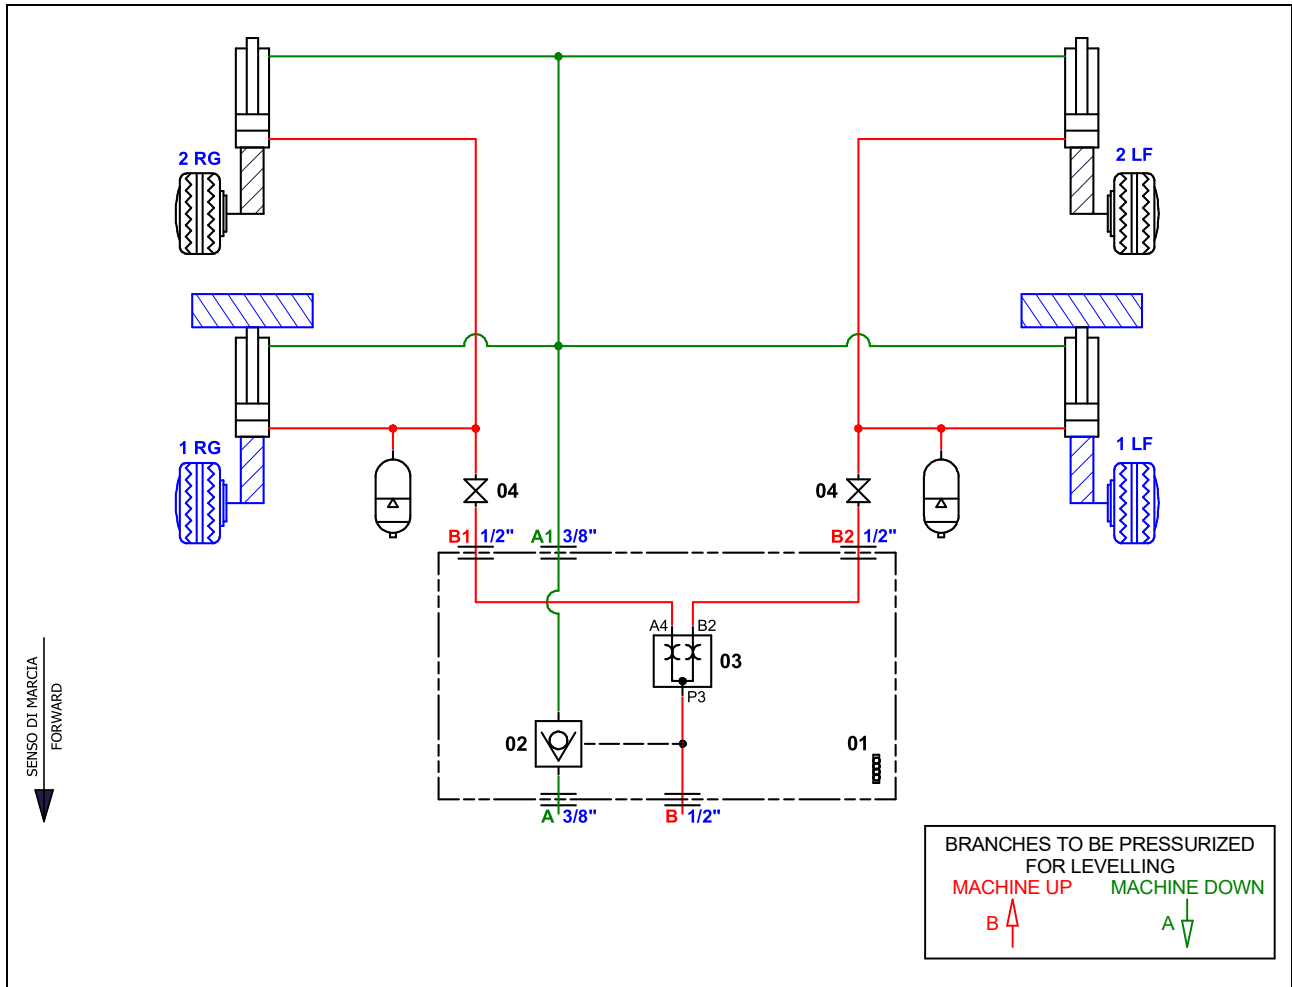 2 RG
2 LF
1 RG
1 LF
04
04
B1 1/2" A1 3/8"
B2 1/2"
A4 B2
03
P3
02
01
A 3/8" B 1/2"
SENSO DI MARCIA
FORWARD
BRANCHES TO BE PRESSURIZED
FOR LEVELLING
MACHINE UP MACHINE DOWN
B A